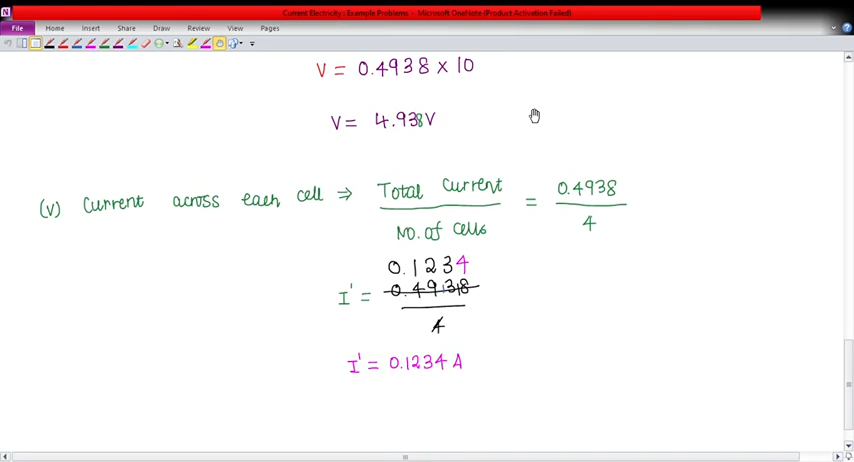 Current Electricity : Example Problems - Microsoft OneNote (Product Activation Failed)
File Home Insert Share Draw Review View Pages
V = 0.4938 × 10
V = 4.938V
(v) Current across each cell ⇒ Total current / No. of cells = 0.4938 / 4
0.1234
I' = 0.4938 / 4
I' = 0.1234 A